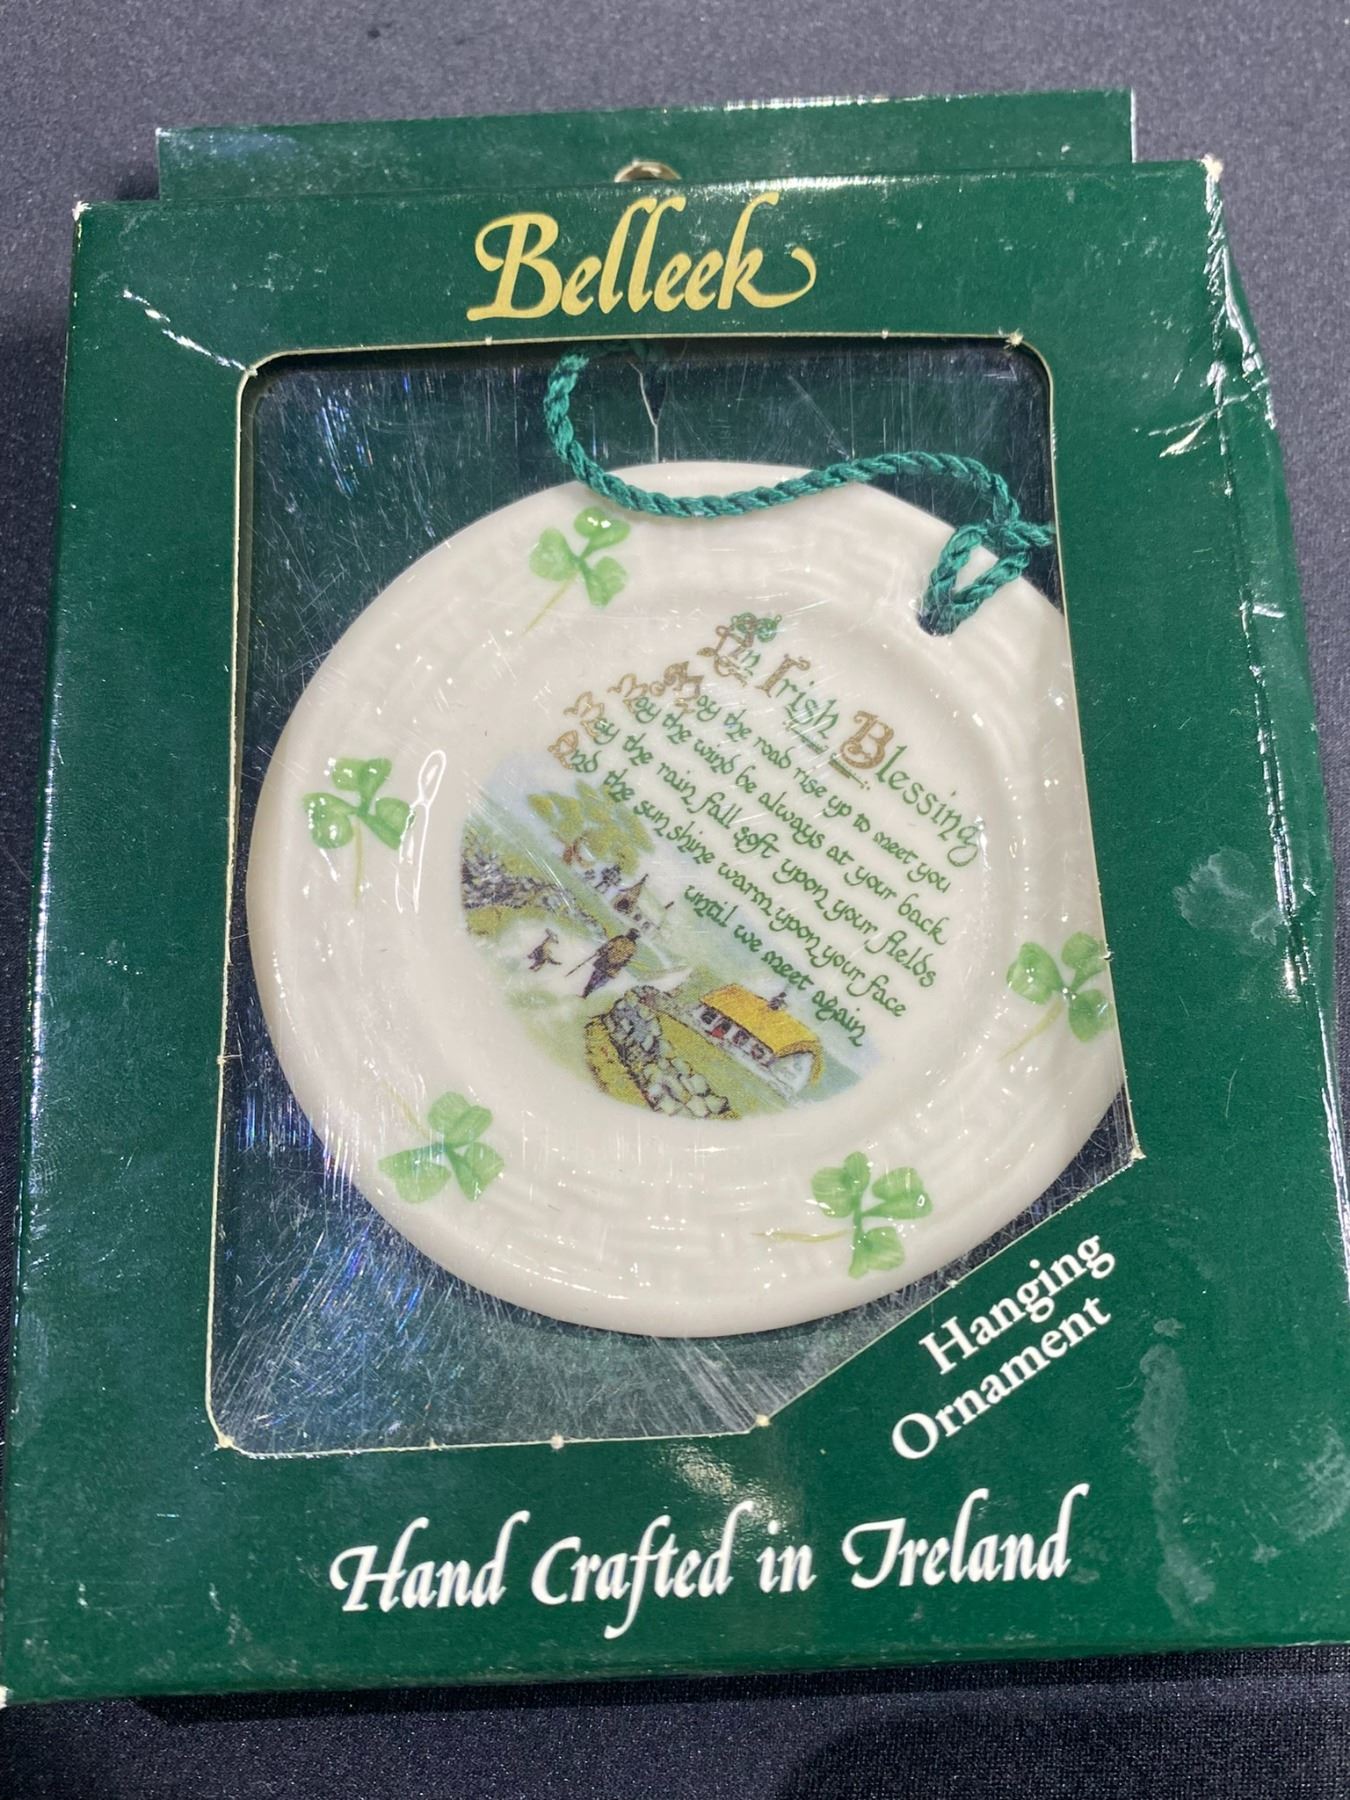 Belleek
An Irish Blessing
May the road rise up to meet you
May the wind be always at your back
May the rain fall soft upon your fields
And the sun shine warm upon your face
until we meet again
Hanging
Ornament
Hand Crafted in Ireland